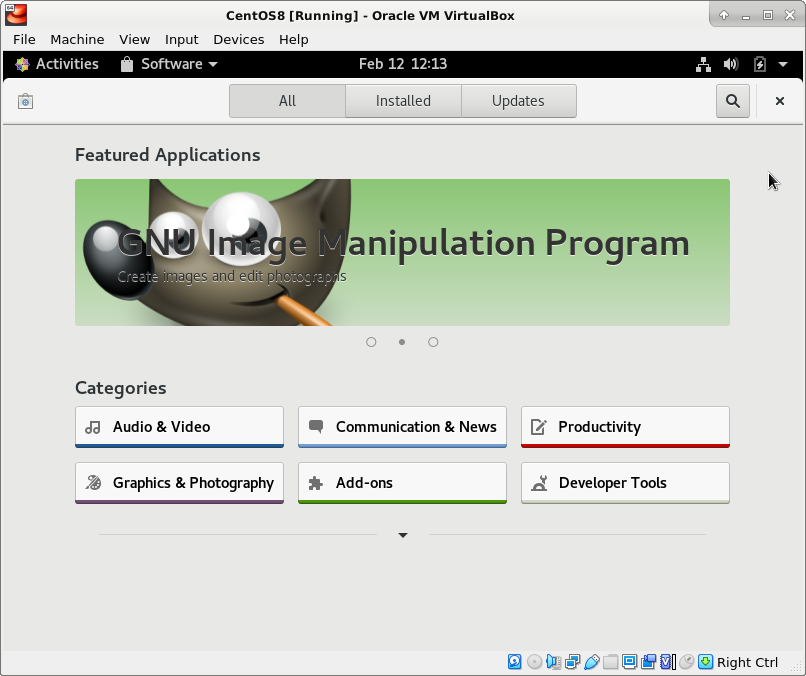 CentOS8 [Running] - Oracle VM VirtualBox
File Machine View Input Devices Help
Activities Software Feb 12 12:13
All Installed Updates
Featured Applications
GNU Image Manipulation Program
Create images and edit photographs
Categories
Audio & Video Communication & News Productivity
Graphics & Photography Add-ons Developer Tools
Right Ctrl